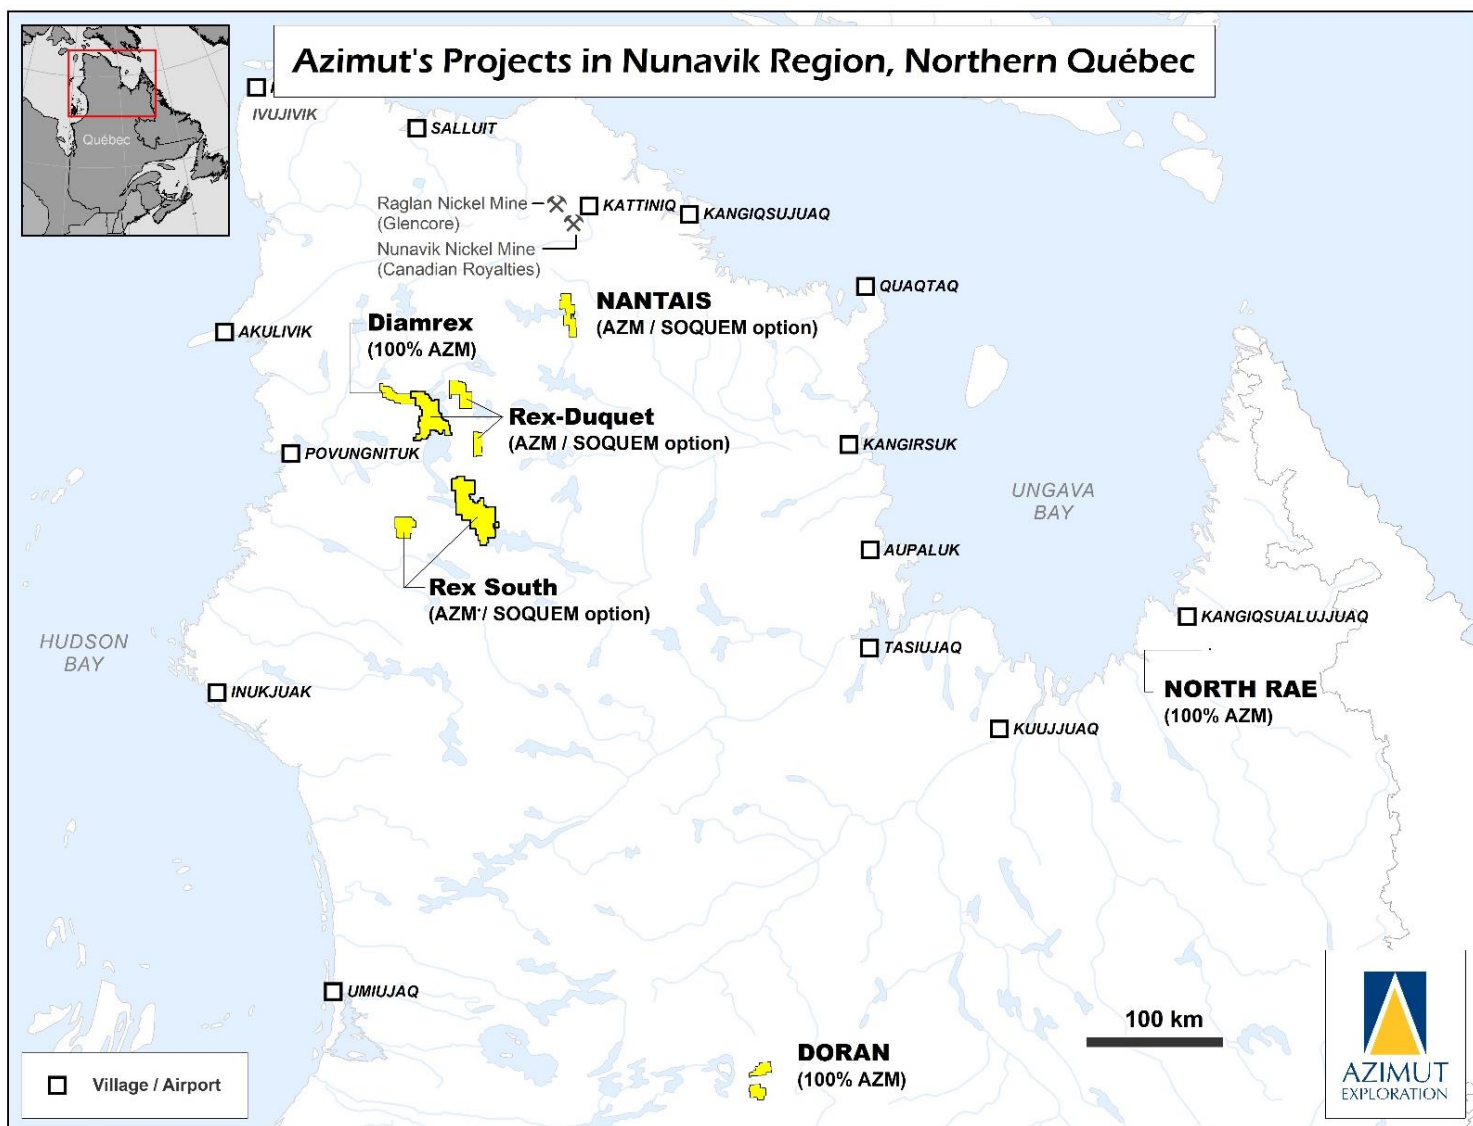 Azimut's Projects in Nunavik Region, Northern Québec
Québec
IVUJIVIK
SALLUIT
Raglan Nickel Mine
(Glencore)
KATTINIQ
KANGIQSUJUAQ
Nunavik Nickel Mine
(Canadian Royalties)
QUAQTAQ
NANTAIS
(AZM / SOQUEM option)
Diamrex
(100% AZM)
AKULIVIK
Rex-Duquet
(AZM / SOQUEM option)
POVUNGNITUK
KANGIRSUK
UNGAVA
BAY
AUPALUK
Rex South
(AZM / SOQUEM option)
KANGIQSUALUJJUAQ
HUDSON
BAY
TASIUJAQ
INUKJUAK
NORTH RAE
(100% AZM)
KUUJJUAQ
UMIUJAQ
100 km
DORAN
(100% AZM)
Village / Airport
AZIMUT
EXPLORATION